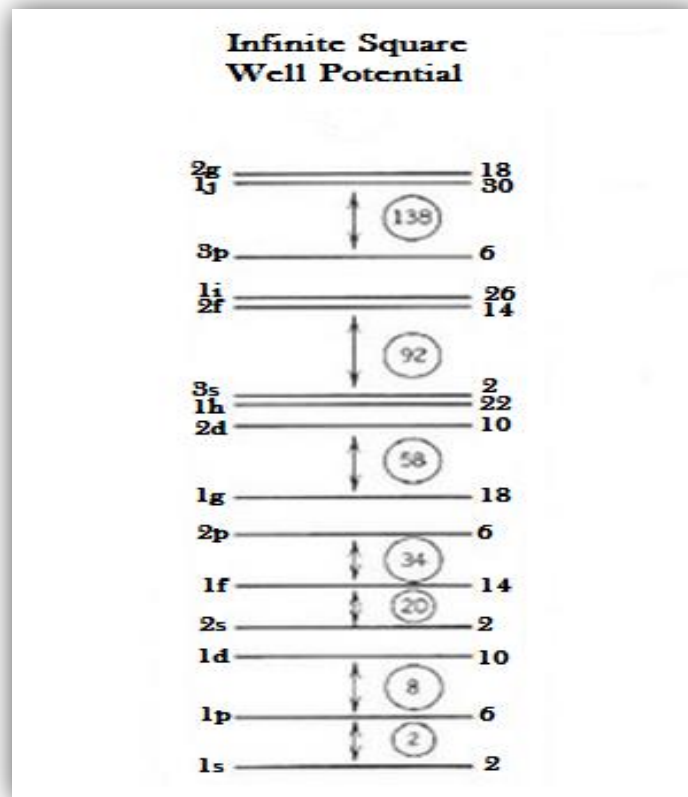 Infinite Square
Well Potential
2g 18
1j 30
138
3p 6
1i 26
2f 14
92
3s 2
1h 22
2d 10
58
1g 18
2p 6
34
1f 14
20
2s 2
1d 10
8
1p 6
2
1s 2